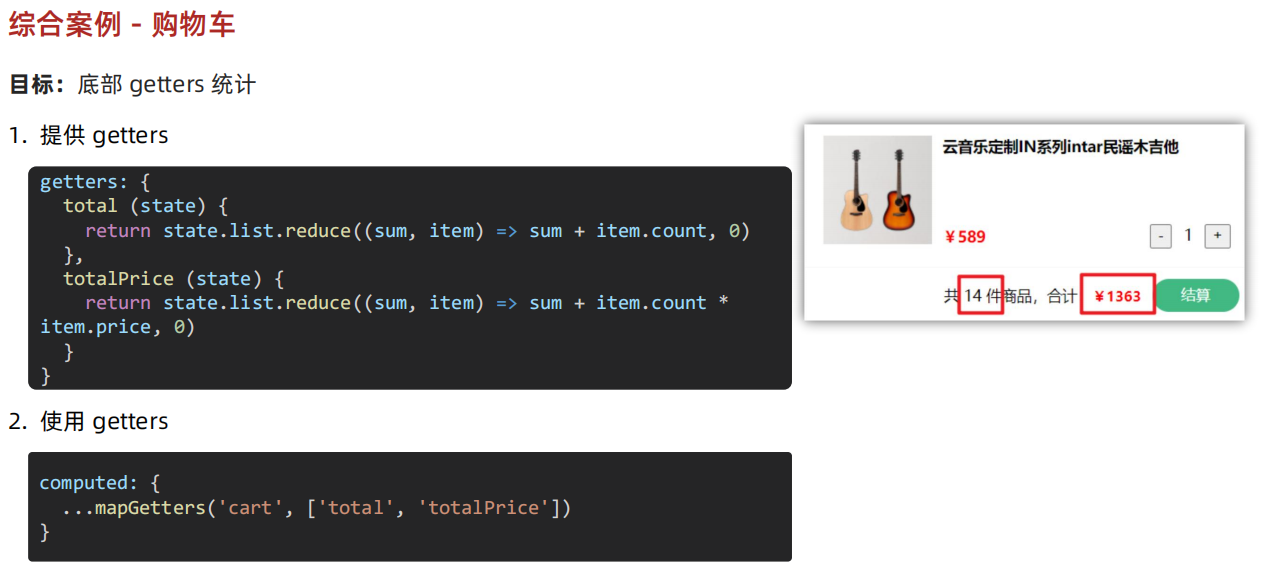 综合案例 - 购物车
目标：底部 getters 统计
1. 提供 getters
getters: {
  total (state) {
    return state.list.reduce((sum, item) => sum + item.count, 0)
  },
  totalPrice (state) {
    return state.list.reduce((sum, item) => sum + item.count *
item.price, 0)
  }
}
云音乐定制IN系列intar民谣木吉他
￥589
- 1 +
共 14 件商品，合计 ￥1363 结算
2. 使用 getters
computed: {
  ...mapGetters('cart', ['total', 'totalPrice'])
}